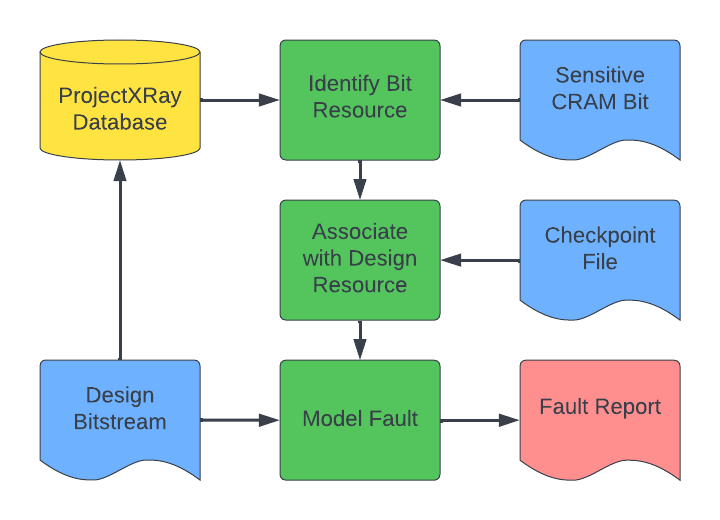 ProjectXRay
Database
Identify Bit
Resource
Sensitive
CRAM Bit
Associate
with Design
Resource
Checkpoint
File
Design
Bitstream
Model Fault
Fault Report